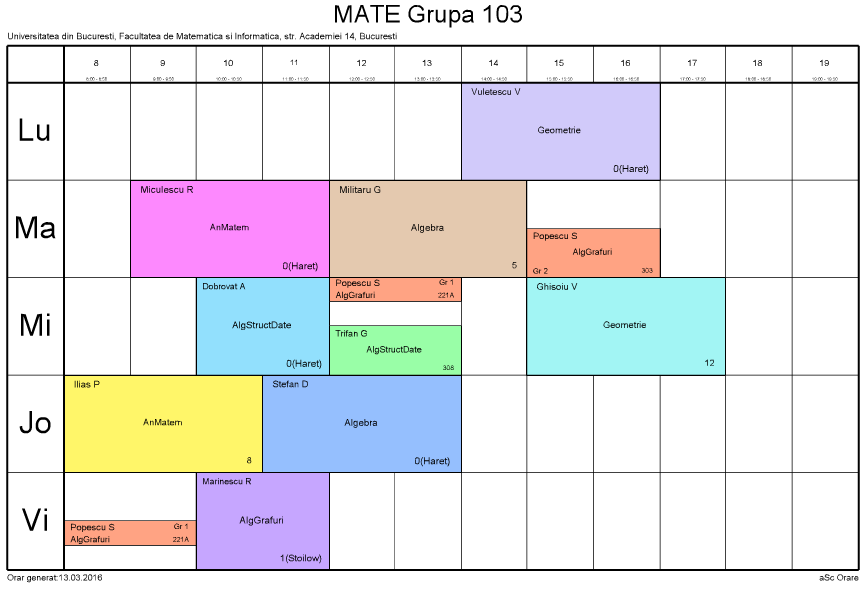 MATE Grupa 103
Universitatea din Bucuresti, Facultatea de Matematica si Informatica, str. Academiei 14, Bucuresti
8 9 10 11 12 13 14 15 16 17 18 19
8:00 - 8:50 9:00 - 9:50 10:00 - 10:50 11:00 - 11:50 12:00 - 12:50 13:00 - 13:50 14:00 - 14:50 15:00 - 15:50 16:00 - 16:50 17:00 - 17:50 18:00 - 18:50 19:00 - 19:50
Lu
Vuletescu V
Geometrie
0(Haret)
Ma
Miculescu R
AnMatem
0(Haret)
Militaru G
Algebra
5
Popescu S
AlgGrafuri
Gr 2 303
Mi
Dobrovat A
AlgStructDate
0(Haret)
Popescu S Gr 1
AlgGrafuri 221A
Trifan G
AlgStructDate
308
Ghisoiu V
Geometrie
12
Jo
Ilias P
AnMatem
8
Stefan D
Algebra
0(Haret)
Vi
Popescu S Gr 1
AlgGrafuri 221A
Marinescu R
AlgGrafuri
1(Stoilow)
Orar generat:13.03.2016
aSc Orare